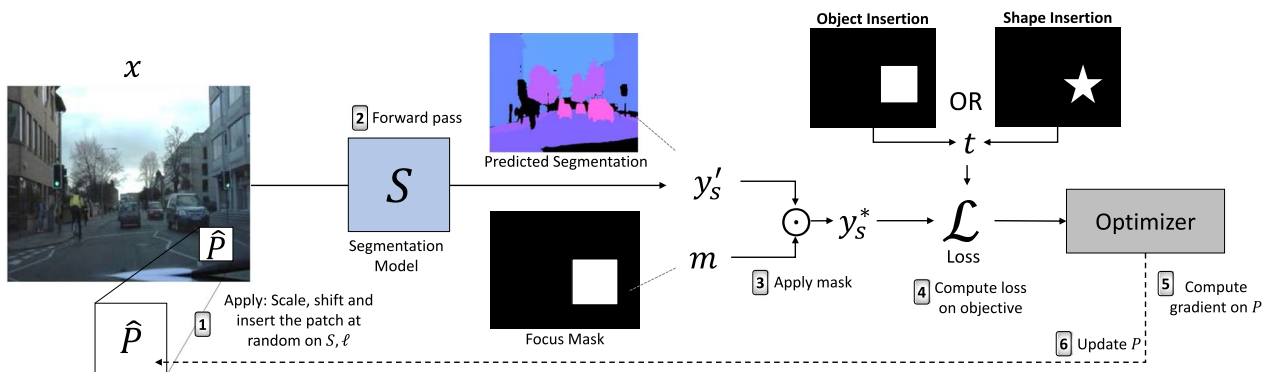 x
P̂
P̂
1
Apply: Scale, shift and
insert the patch at
random on S, ℓ
2 Forward pass
S
Segmentation
Model
Predicted Segmentation
Focus Mask
y′ₛ
m
⊙
3 Apply mask
y*ₛ
Object Insertion
Shape Insertion
OR
t
ℒ
Loss
4 Compute loss
on objective
Optimizer
5 Compute
gradient on P
6 Update P